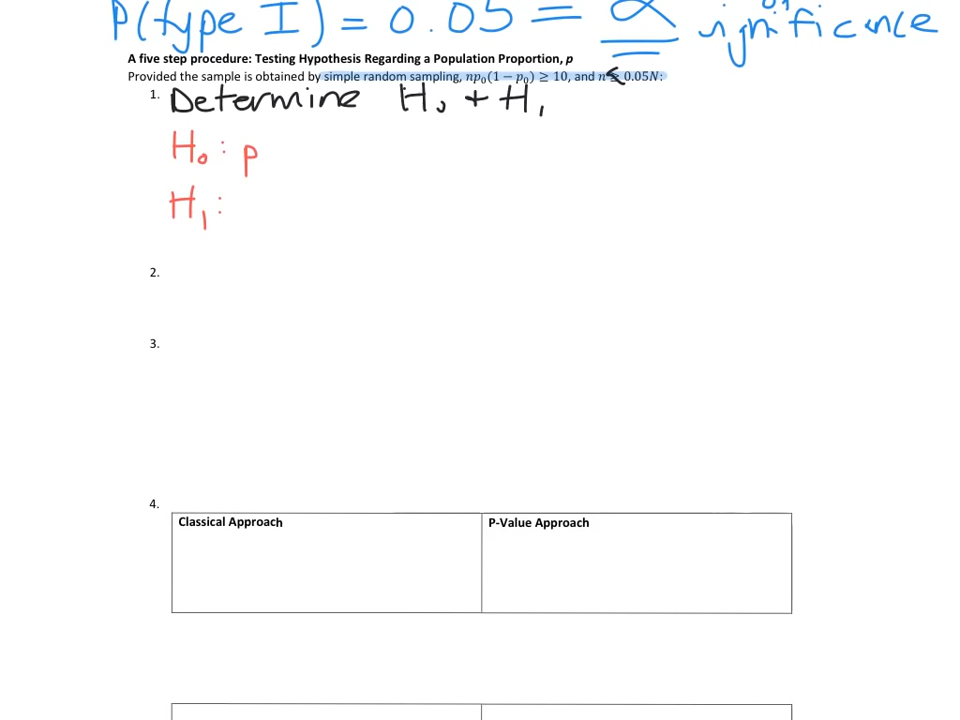 P(type I) = 0.05 = α significance
A five step procedure: Testing Hypothesis Regarding a Population Proportion, p
Provided the sample is obtained by simple random sampling, np₀(1 − p₀) ≥ 10, and n ≤ 0.05N:
1. Determine H₀ + H₁
H₀ : p
H₁ :
2.
3.
4.
Classical Approach
P-Value Approach